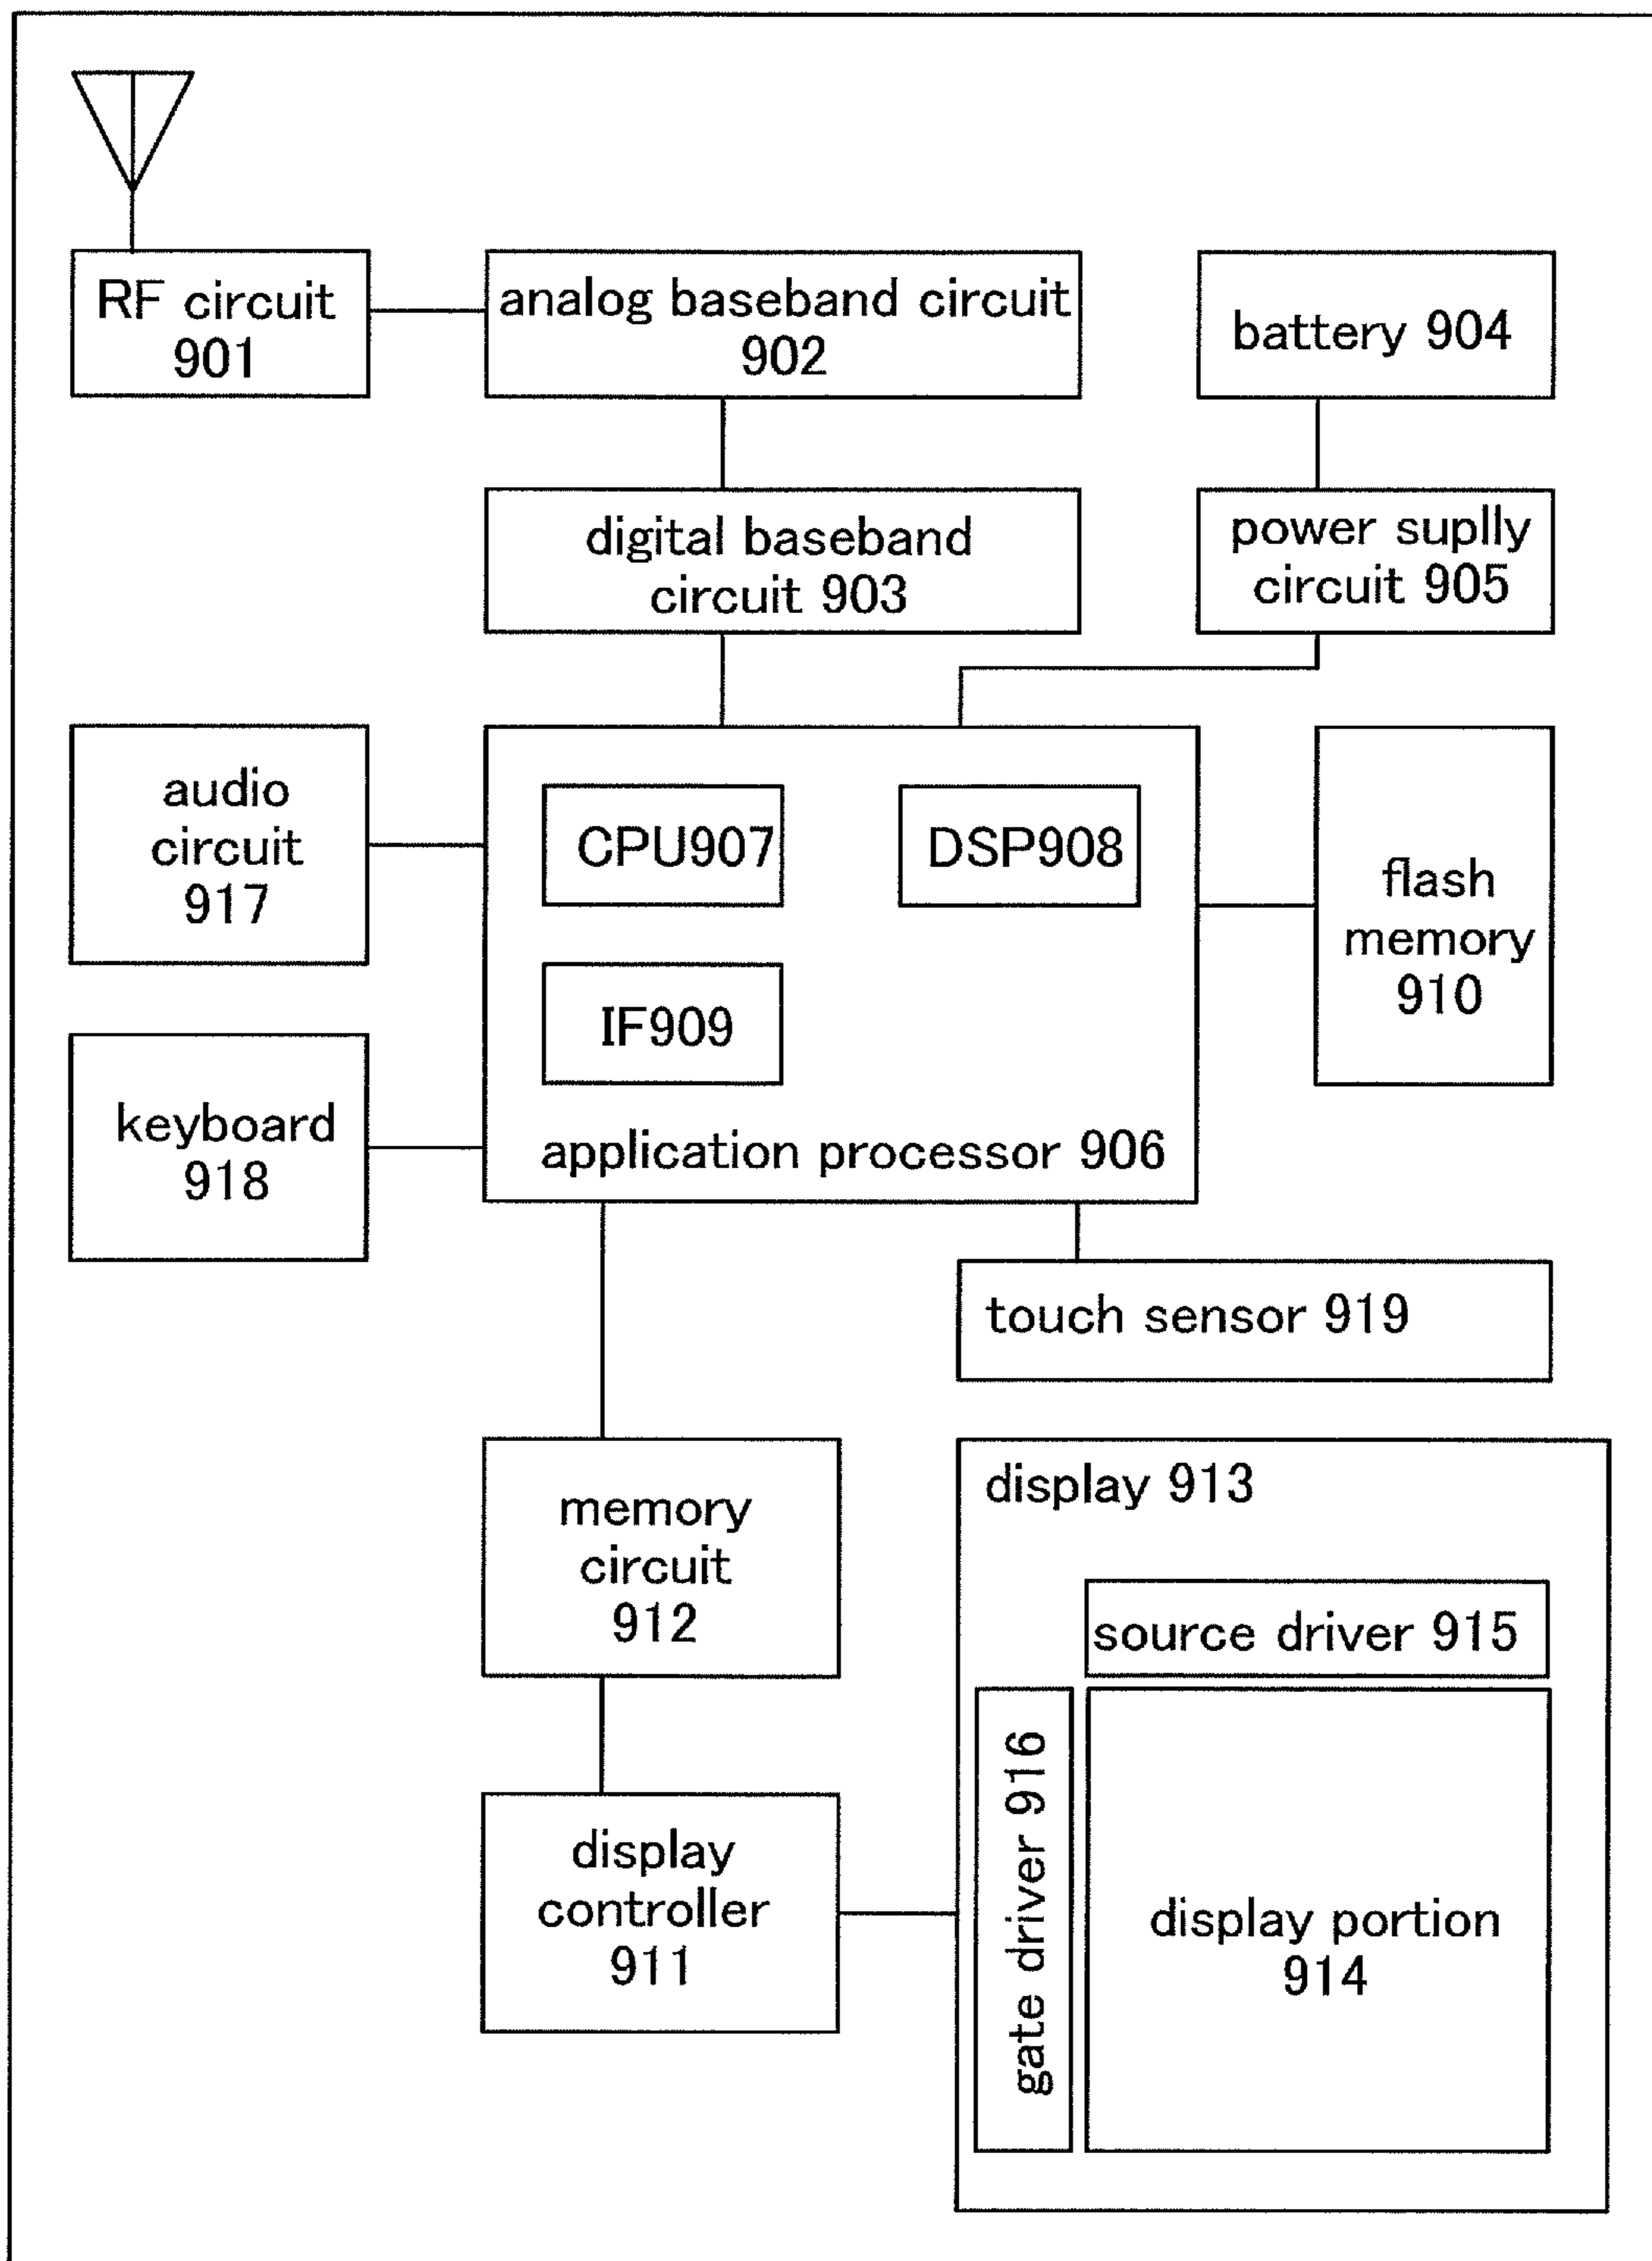 RF circuit
901
analog baseband circuit
902
battery 904
digital baseband
circuit 903
power suplly
circuit 905
audio
circuit
917
CPU907
DSP908
flash
memory
910
IF909
keyboard
918
application processor 906
touch sensor 919
memory
circuit
912
display 913
source driver 915
gate driver 916
display
controller
911
display portion
914